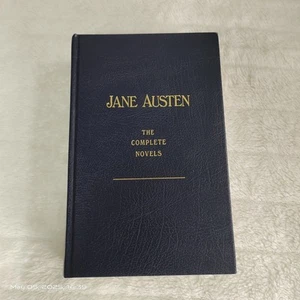 JANE AUSTEN
THE
COMPLETE
NOVELS